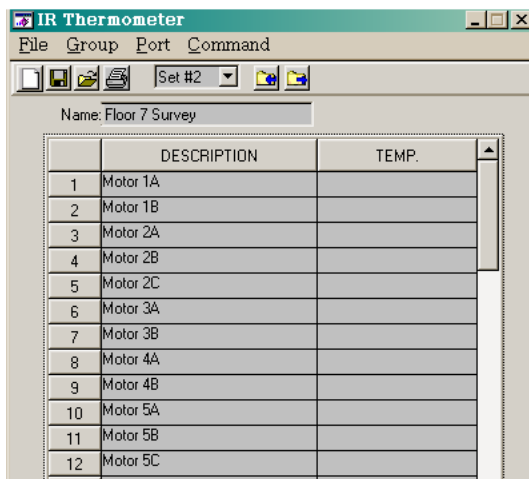 IR Thermometer
File Group Port Command
Set #2
Name: Floor 7 Survey
DESCRIPTION TEMP.
1 Motor 1A
2 Motor 1B
3 Motor 2A
4 Motor 2B
5 Motor 2C
6 Motor 3A
7 Motor 3B
8 Motor 4A
9 Motor 4B
10 Motor 5A
11 Motor 5B
12 Motor 5C